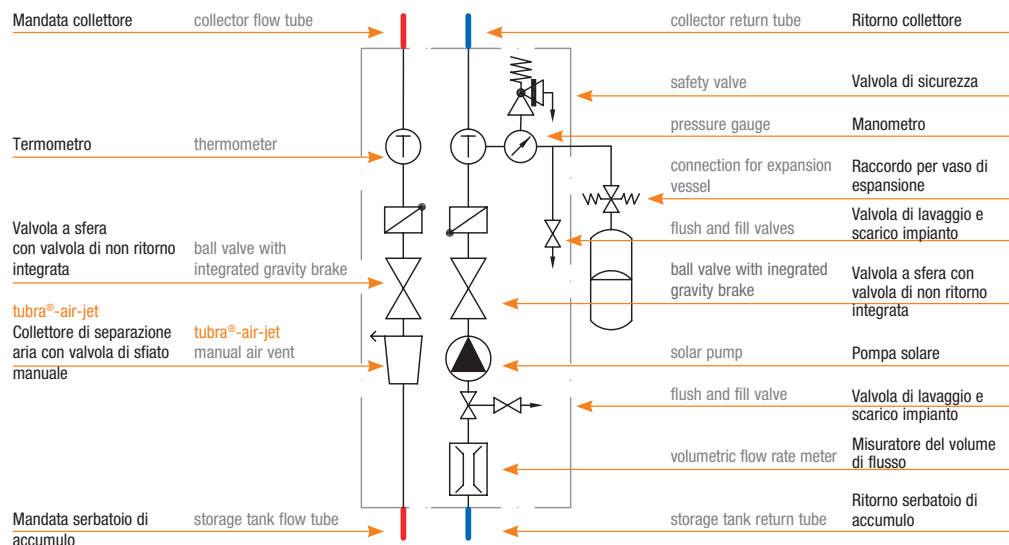 Mandata collettore
collector flow tube
collector return tube
Ritorno collettore
safety valve
Valvola di sicurezza
pressure gauge
Manometro
Termometro
thermometer
T
T
connection for expansion
vessel
Raccordo per vaso di
espansione
Valvola a sfera
con valvola di non ritorno
integrata
ball valve with
integrated gravity brake
flush and fill valves
Valvola di lavaggio e
scarico impianto
ball valve with inegrated
gravity brake
Valvola a sfera con
valvola di non ritorno
integrata
tubra®-air-jet
Collettore di separazione
aria con valvola di sfiato
manuale
tubra®-air-jet
manual air vent
solar pump
Pompa solare
flush and fill valve
Valvola di lavaggio e
scarico impianto
volumetric flow rate meter
Misuratore del volume
di flusso
Mandata serbatoio di
accumulo
storage tank flow tube
storage tank return tube
Ritorno serbatoio di
accumulo